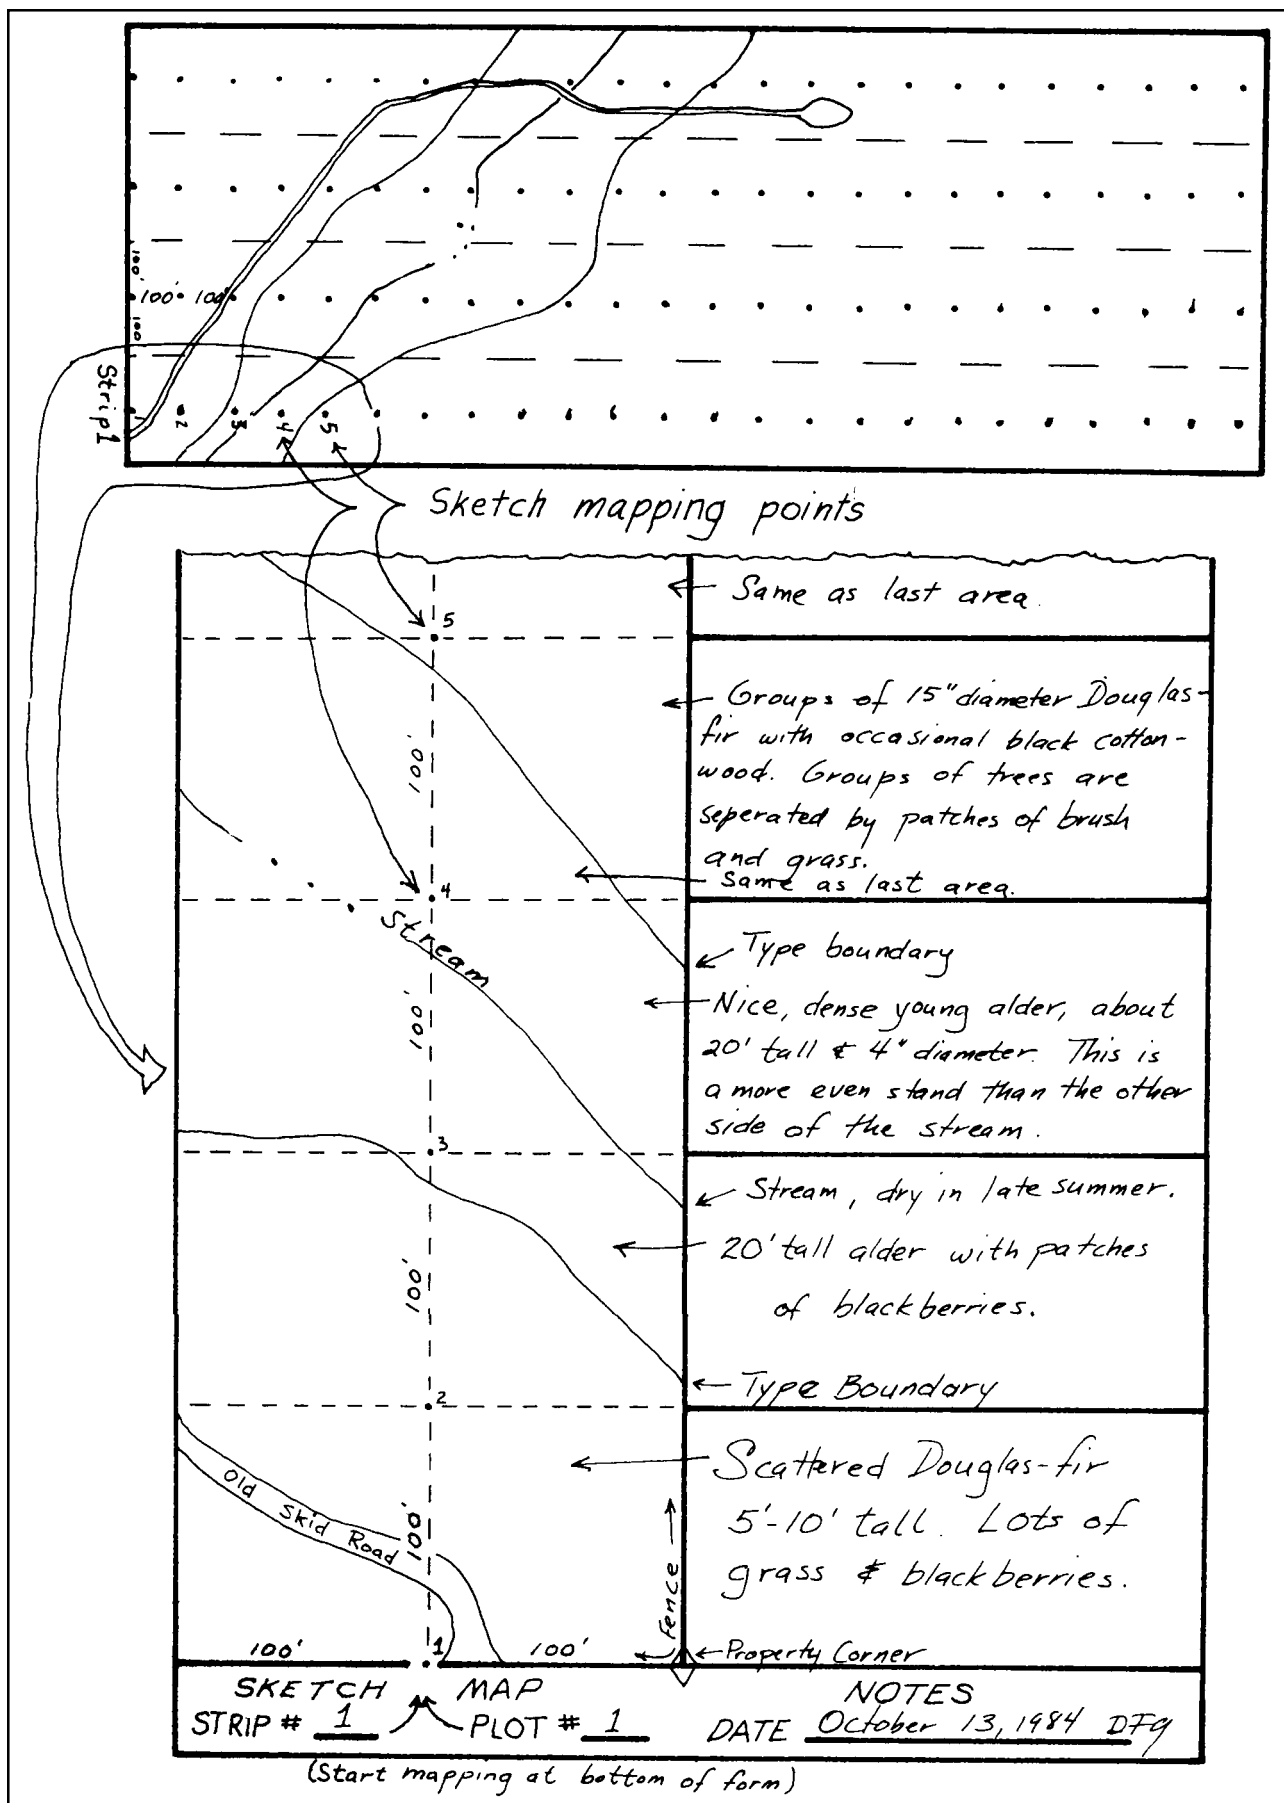 100'
100' 100'
100'
Strip 1
1 2 3 4 5
Sketch mapping points
Same as last area.
5
Groups of 15" diameter Douglas-
fir with occasional black cotton-
wood. Groups of trees are
seperated by patches of brush
and grass.
100'
Same as last area.
4
Stream
Type boundary
Nice, dense young alder, about
20' tall & 4" diameter. This is
a more even stand than the other
side of the stream.
100'
3
Stream, dry in late summer.
20' tall alder with patches
of blackberries.
100'
Type Boundary
2
Scattered Douglas-fir
5'-10' tall. Lots of
grass & blackberries.
Old Skid Road
100'
Fence
100' 1 100'
Property Corner
SKETCH MAP NOTES
STRIP # 1 PLOT # 1 DATE October 13, 1984 DFG
(Start mapping at bottom of form)